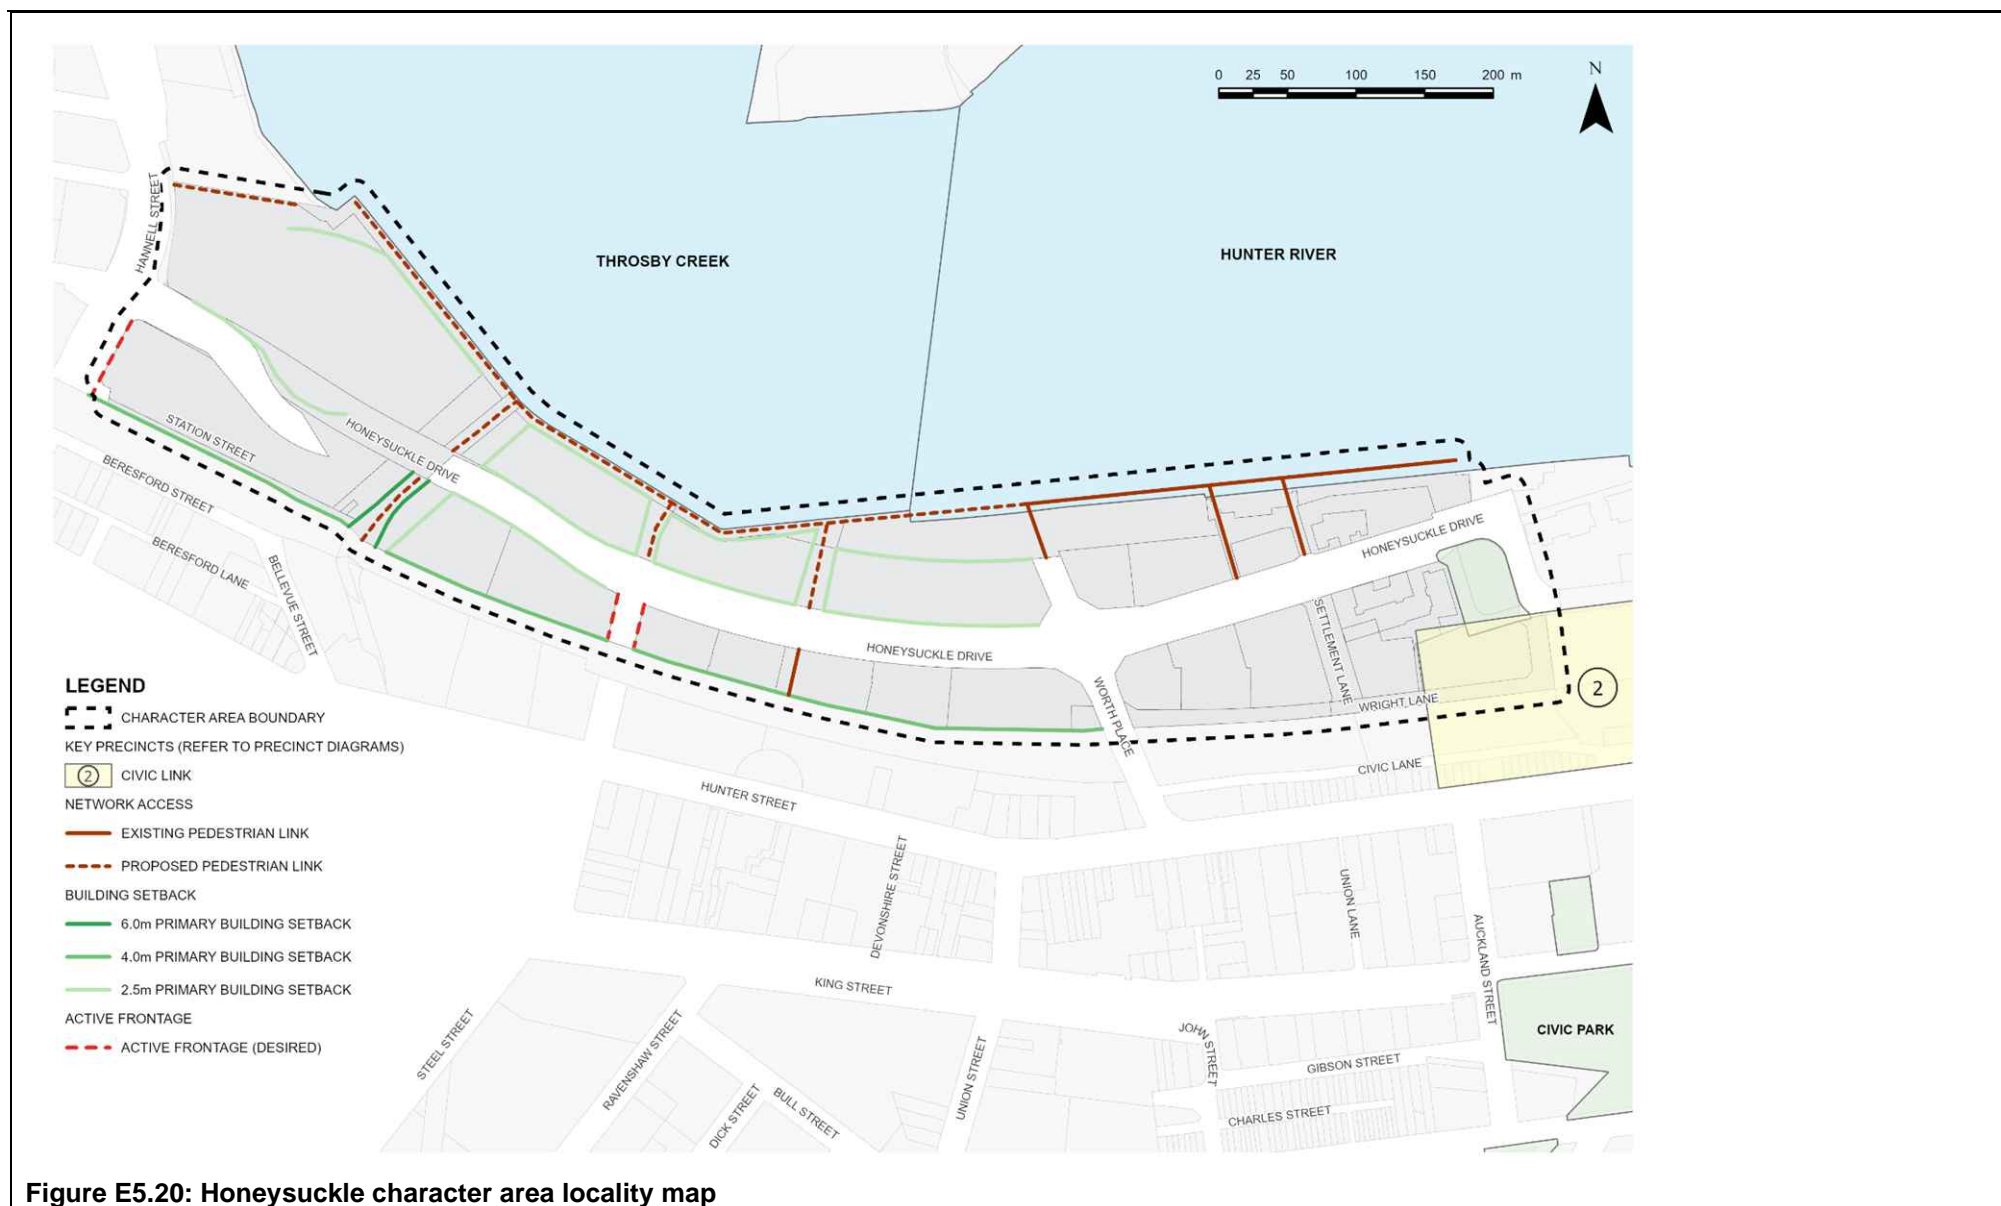 0 25 50 100 150 200 m
N
HANNELL STREET
THROSBY CREEK
HUNTER RIVER
STATION STREET
HONEYSUCKLE DRIVE
BERESFORD STREET
BERESFORD LANE
BELLEVUE STREET
HONEYSUCKLE DRIVE
HONEYSUCKLE DRIVE
SETTLEMENT LANE
WORTH PLACE
WRIGHT LANE
2
CIVIC LANE
HUNTER STREET
DEVONSHIRE STREET
UNION LANE
AUCKLAND STREET
KING STREET
CIVIC PARK
STEEL STREET
RAVENSHAW STREET
DICK STREET
BULL STREET
UNION STREET
JOHN STREET
GIBSON STREET
CHARLES STREET
LEGEND
CHARACTER AREA BOUNDARY
KEY PRECINCTS (REFER TO PRECINCT DIAGRAMS)
2 CIVIC LINK
NETWORK ACCESS
EXISTING PEDESTRIAN LINK
PROPOSED PEDESTRIAN LINK
BUILDING SETBACK
6.0m PRIMARY BUILDING SETBACK
4.0m PRIMARY BUILDING SETBACK
2.5m PRIMARY BUILDING SETBACK
ACTIVE FRONTAGE
ACTIVE FRONTAGE (DESIRED)
Figure E5.20: Honeysuckle character area locality map